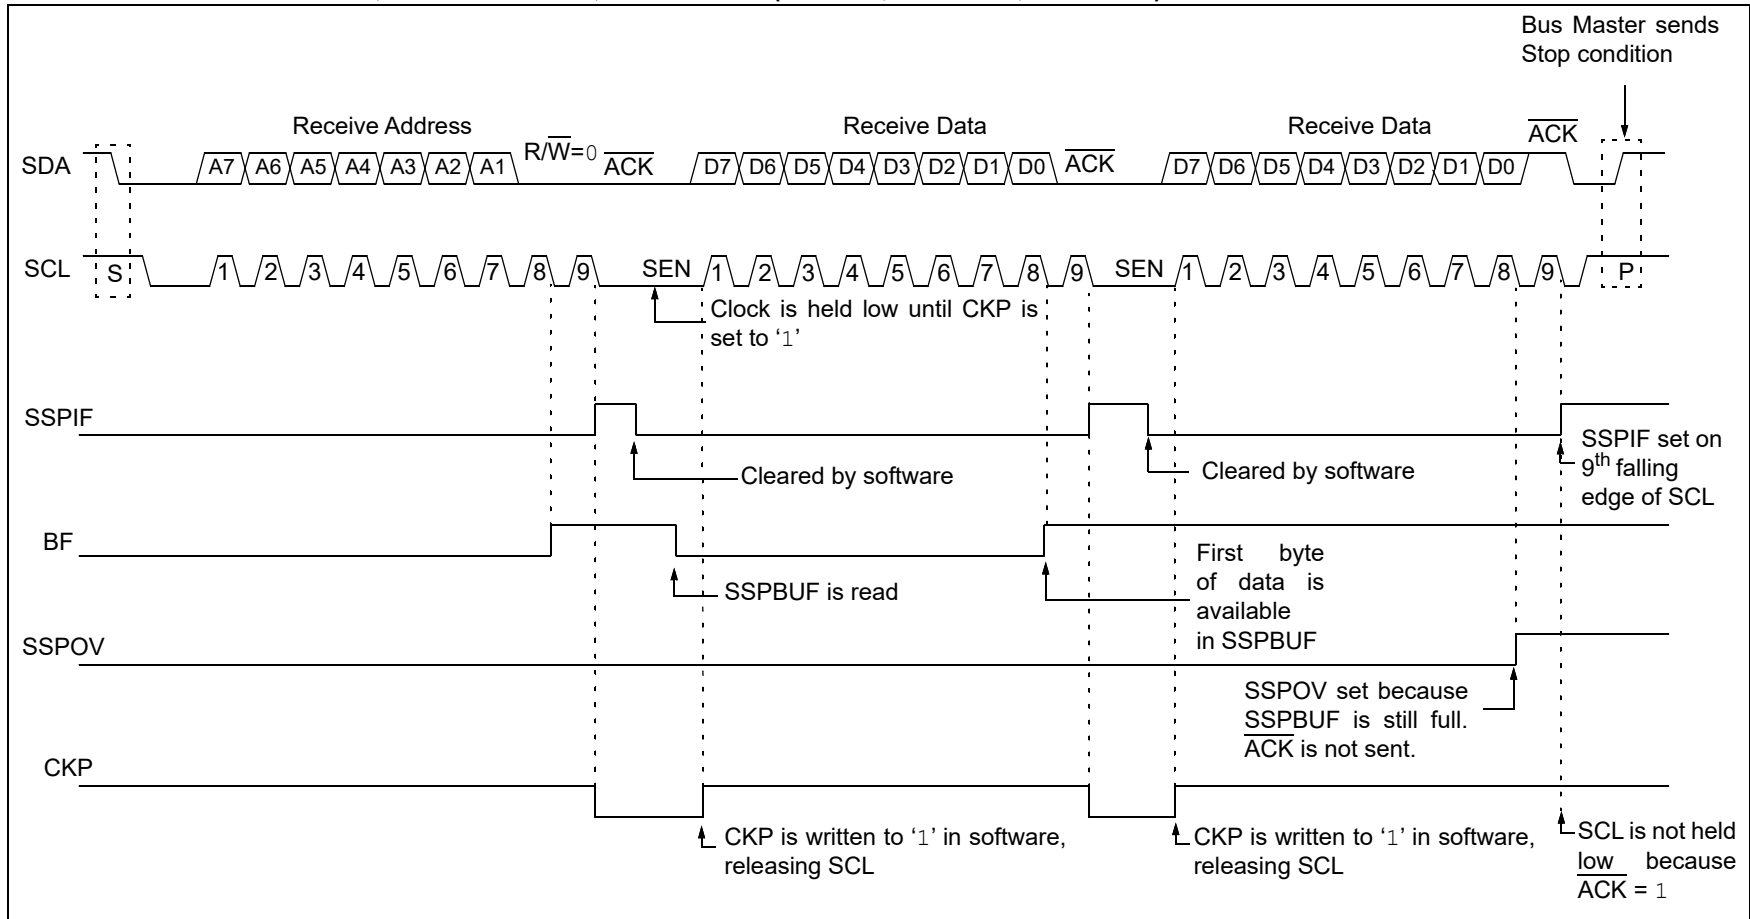 Bus Master sends
Stop condition
Receive Address
Receive Data
Receive Data
ACK
SDA
A7 A6 A5 A4 A3 A2 A1 R/W=0 ACK
D7 D6 D5 D4 D3 D2 D1 D0 ACK
D7 D6 D5 D4 D3 D2 D1 D0
SCL
S 1 2 3 4 5 6 7 8 9 SEN 1 2 3 4 5 6 7 8 9 SEN 1 2 3 4 5 6 7 8 9 P
Clock is held low until CKP is
set to ‘1’
SSPIF
Cleared by software
Cleared by software
SSPIF set on
9th falling
edge of SCL
BF
SSPBUF is read
First byte
of data is
available
in SSPBUF
SSPOV
SSPOV set because
SSPBUF is still full.
ACK is not sent.
CKP
CKP is written to ‘1’ in software,
releasing SCL
CKP is written to ‘1’ in software,
releasing SCL
SCL is not held
low because
ACK = 1